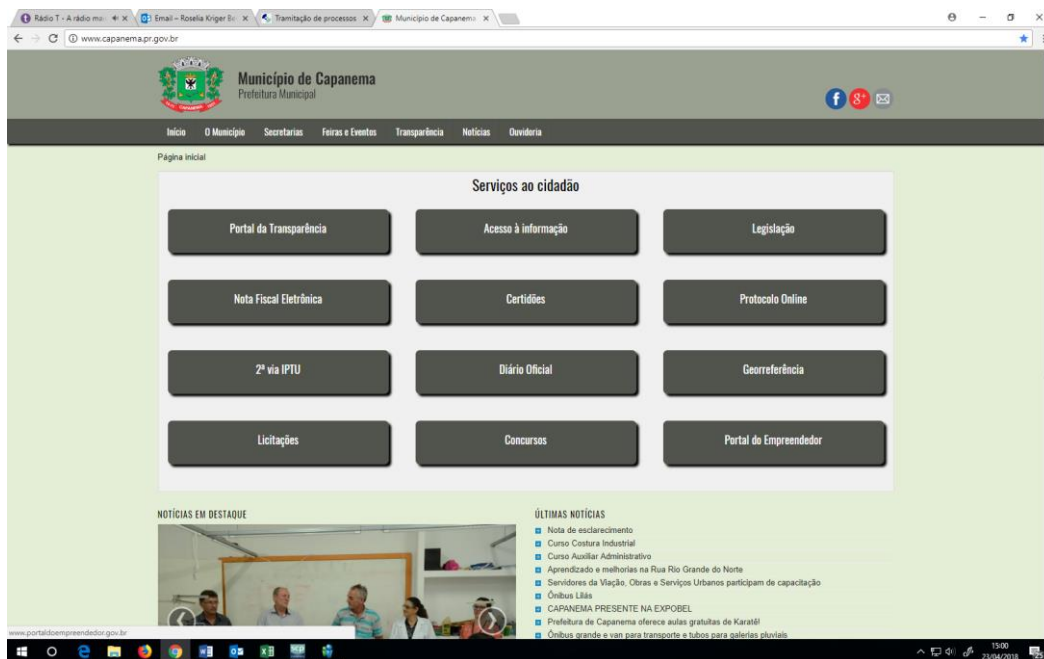 Rádio T - A rádio mai
Email – Roselia Kriger Be
Tramitação de processos
Município de Capanema
www.capanema.pr.gov.br
CAPANEMA
Município de Capanema
Prefeitura Municipal
Início O Município Secretarias Feiras e Eventos Transparência Notícias Ouvidoria
Página inicial
Serviços ao cidadão
Portal da Transparência Acesso à informação Legislação
Nota Fiscal Eletrônica Certidões Protocolo Online
2ª via IPTU Diário Oficial Georreferência
Licitações Concursos Portal do Empreendedor
NOTÍCIAS EM DESTAQUE
ÚLTIMAS NOTÍCIAS
Nota de esclarecimento
Curso Costura Industrial
Curso Auxiliar Administrativo
Aprendizado e melhorias na Rua Rio Grande do Norte
Servidores da Viação, Obras e Serviços Urbanos participam de capacitação
Ônibus Lilás
CAPANEMA PRESENTE NA EXPOBEL
Prefeitura de Capanema oferece aulas gratuitas de Karatê!
Ônibus grande e van para transporte e tubos para galerias pluviais
www.portaldoempreendedor.gov.br
15:00
23/04/2018